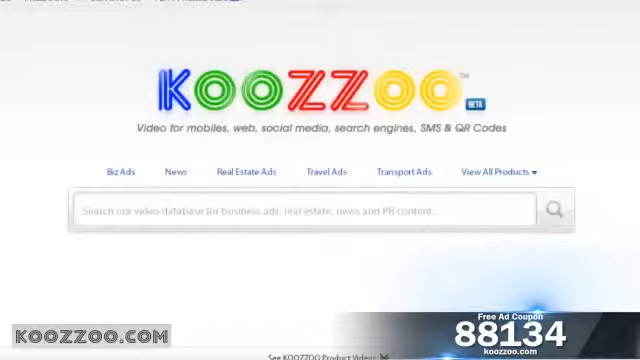 KOOZZOO™
BETA
Video for mobiles, web, social media, search engines, SMS & QR Codes
Biz Ads News Real Estate Ads Travel Ads Transport Ads View All Products
Search our video database for business ads, real estate, news and PR content...
Free Ad Coupon
88134
koozzoo.com
KOOZZOO.COM
See KOOZZOO Product Videos